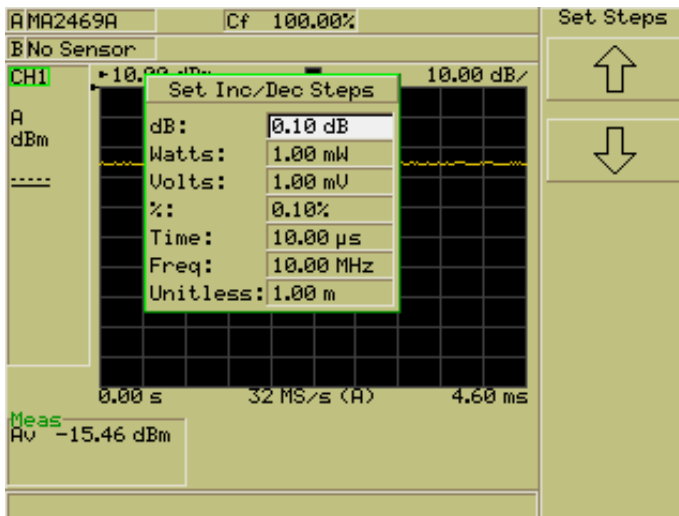 A MA2469A Cf 100.00% Set Steps
B No Sensor
CH1 10.00 dB/
Set Inc/Dec Steps
A
dBm
dB: 0.10 dB
Watts: 1.00 mW
Volts: 1.00 mV
%: 0.10%
Time: 10.00 µs
Freq: 10.00 MHz
Unitless: 1.00 m
0.00 s 32 MS/s (A) 4.60 ms
Meas
Av -15.46 dBm